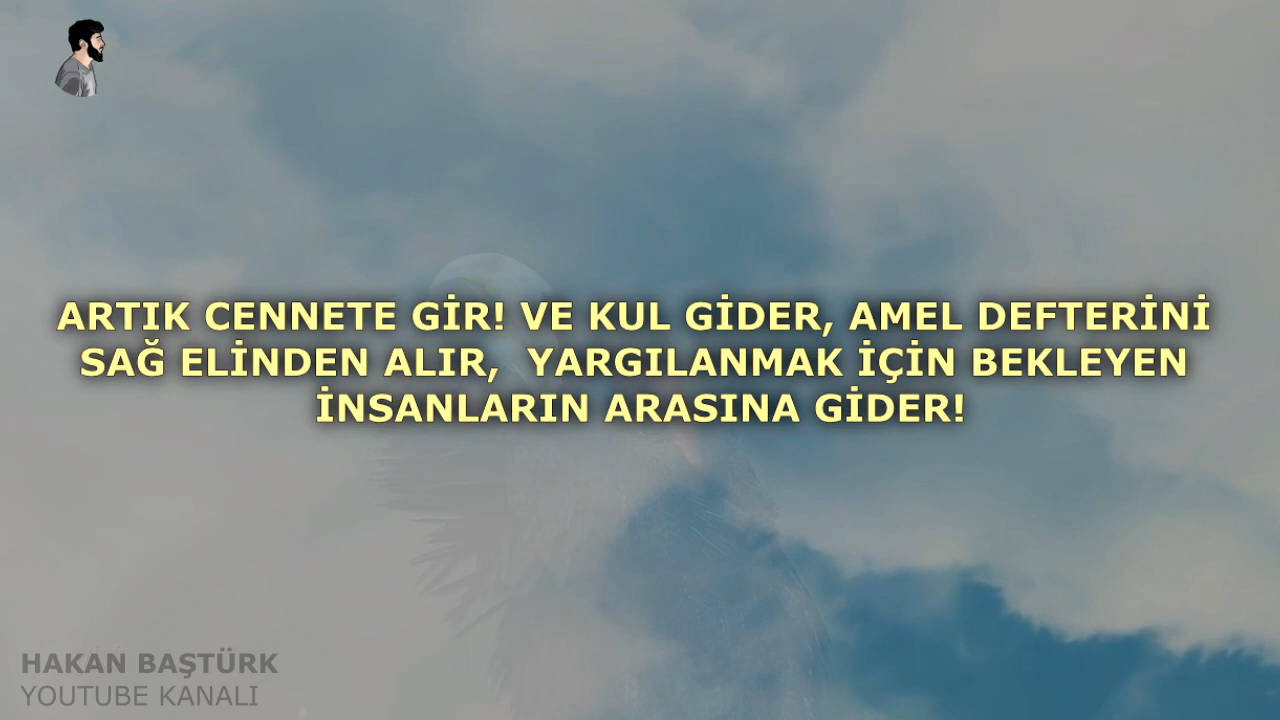 ARTIK CENNETE GİR! VE KUL GİDER, AMEL DEFTERİNİ
SAĞ ELİNDEN ALIR,  YARGILANMAK İÇİN BEKLEYEN
İNSANLARIN ARASINA GİDER!
HAKAN BAŞTÜRK
YOUTUBE KANALI